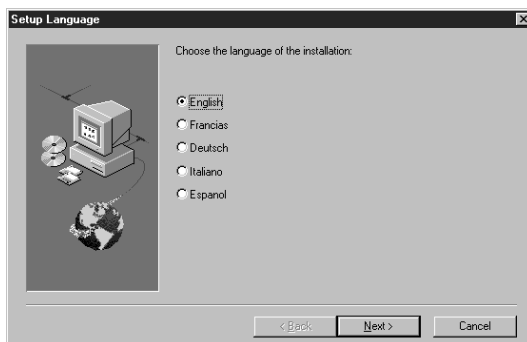 Setup Language
Choose the language of the installation:
English
Francias
Deutsch
Italiano
Espanol
< Back
Next >
Cancel